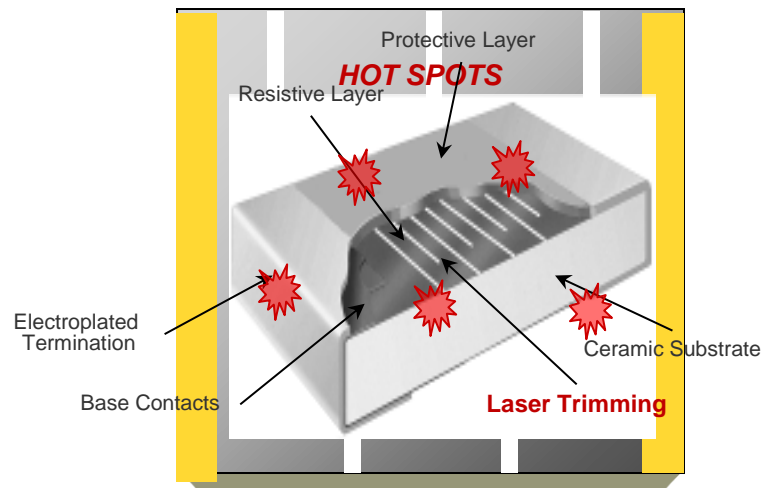 Protective Layer
HOT SPOTS
Resistive Layer
Electroplated
Termination
Ceramic Substrate
Base Contacts
Laser Trimming